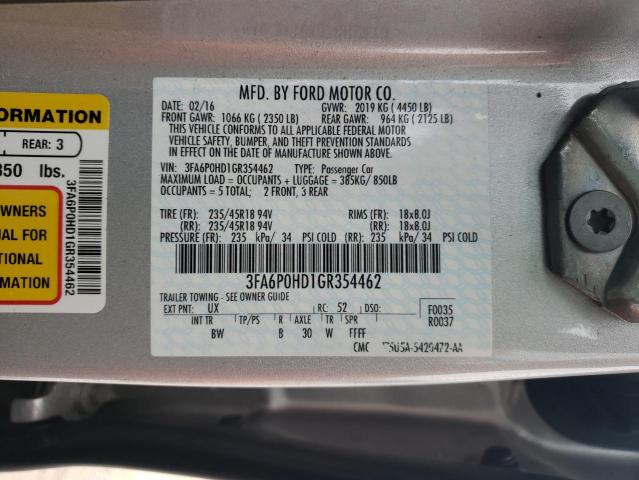 MFD. BY FORD MOTOR CO.
02/16 GVWR: 2019 KG ( 4450 LB)
FRONT GAWR: 1066 KG ( 2350 LB) REAR GAWR: 964 KG ( 2125 LB)
THIS VEHICLE CONFORMS TO ALL APPLICABLE FEDERAL MOTOR
VEHICLE SAFETY, BUMPER, AND THEFT PREVENTION STANDARDS
IN EFFECT ON THE DATE OF MANUFACTURE SHOWN ABOVE.
VIN: 3FA6P0HD1GR354462 TYPE: Passenger Car
MAXIMUM LOAD = OCCUPANTS + LUGGAGE = 385KG/ 850LB
OCCUPANTS = 5 TOTAL; 2 FRONT, 3 REAR
TIRE (FR): 235/45R18 94V RIMS (FR): 18x8.0J
(RR): 235/45R18 94V (RR): 18x8.0J
PRESSURE (FR): 235 kPa/ 34 PSI COLD (RR): 235 kPa/ 34 PSI COLD
3FA6P0HD1GR354462
TRAILER TOWING - SEE OWNER GUIDE
EXT PNT: UX RC: 52 DSO: F0035
INT TR TP/PS R AXLE TR SPR R0037
BW B 30 W FFFF
CMC 5420472-AA
FORMATION
REAR: 3
850 lbs.
WNERS
UAL FOR
TIONAL
MATION
3FA6P0HD1GR354462